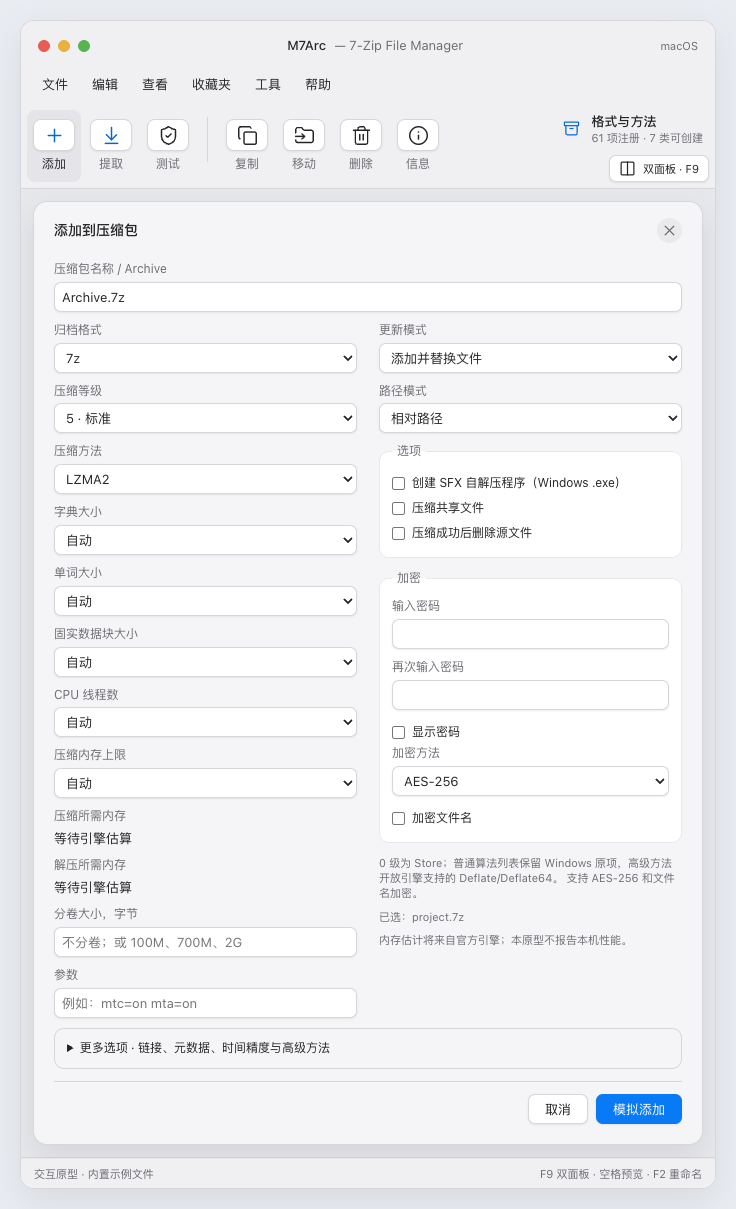 M7Arc — 7-Zip File Manager
macOS
文件 编辑 查看 收藏夹 工具 帮助
添加 提取 测试 复制 移动 删除 信息
格式与方法
61 项注册 · 7 类可创建
双面板 · F9
添加到压缩包
压缩包名称 / Archive
Archive.7z
归档格式
7z
压缩等级
5 · 标准
压缩方法
LZMA2
字典大小
自动
单词大小
自动
固实数据块大小
自动
CPU 线程数
自动
压缩内存上限
自动
压缩所需内存
等待引擎估算
解压所需内存
等待引擎估算
分卷大小，字节
不分卷；或 100M、700M、2G
参数
例如：mtc=on mta=on
更新模式
添加并替换文件
路径模式
相对路径
选项
创建 SFX 自解压程序（Windows .exe）
压缩共享文件
压缩成功后删除源文件
加密
输入密码
再次输入密码
显示密码
加密方法
AES-256
加密文件名
0 级为 Store；普通算法列表保留 Windows 原项，高级方法
开放引擎支持的 Deflate/Deflate64。 支持 AES-256 和文件
名加密。
已选：project.7z
内存估计将来自官方引擎；本原型不报告本机性能。
▶ 更多选项 · 链接、元数据、时间精度与高级方法
取消
模拟添加
交互原型 · 内置示例文件
F9 双面板 · 空格预览 · F2 重命名